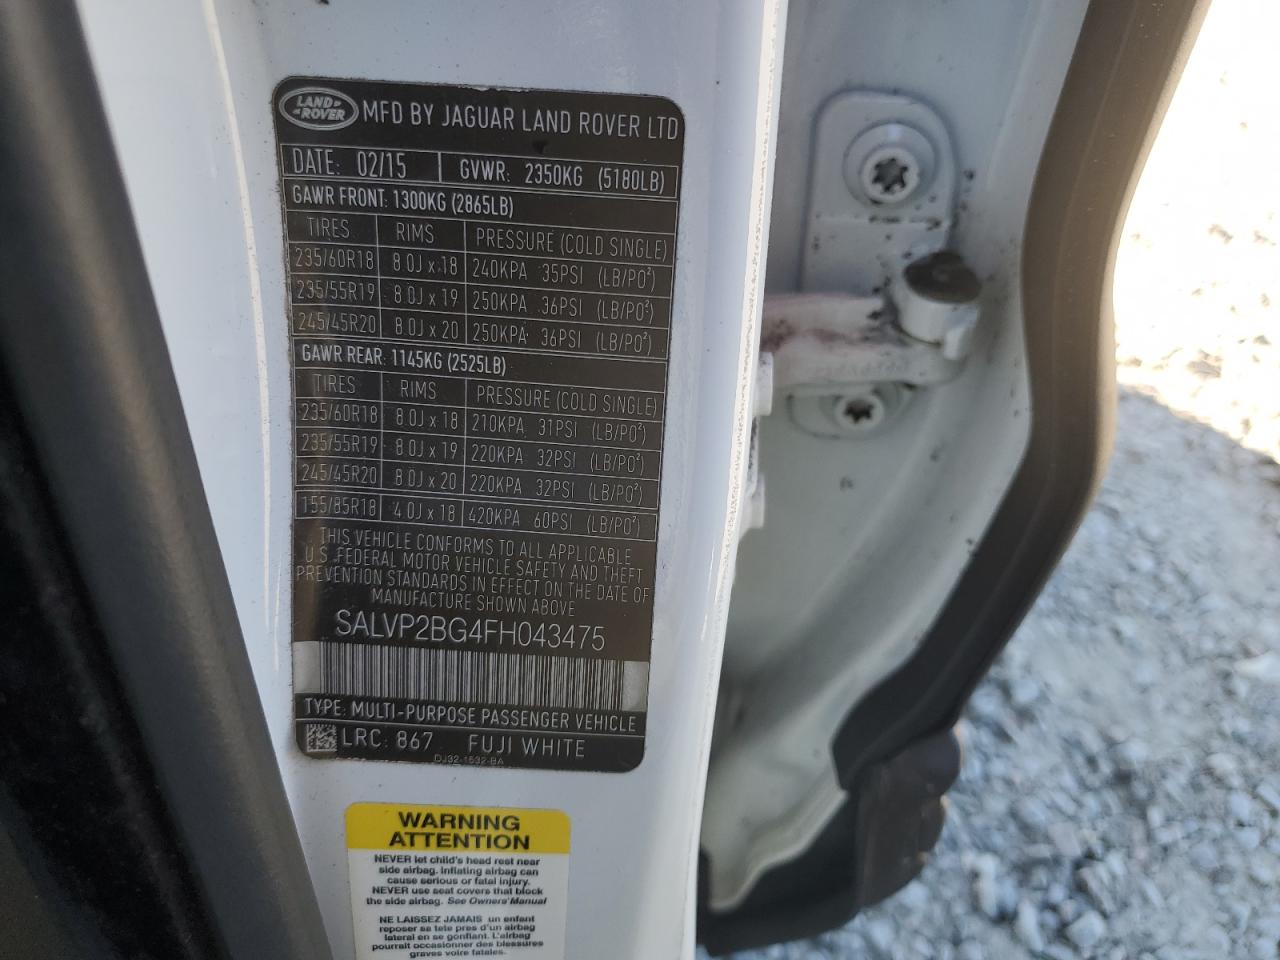 LAND ROVER MFD BY JAGUAR LAND ROVER LTD
DATE: 02/15 GVWR: 2350KG (5180LB)
GAWR FRONT: 1300KG (2865LB)
TIRES RIMS PRESSURE (COLD SINGLE)
235/60R18 8.0J x 18 240KPA 35PSI (LB/PO²)
235/55R19 8.0J x 19 250KPA 36PSI (LB/PO²)
245/45R20 8.0J x 20 250KPA 36PSI (LB/PO²)
GAWR REAR: 1145KG (2525LB)
TIRES RIMS PRESSURE (COLD SINGLE)
235/60R18 8.0J x 18 210KPA 31PSI (LB/PO²)
235/55R19 8.0J x 19 220KPA 32PSI (LB/PO²)
245/45R20 8.0J x 20 220KPA 32PSI (LB/PO²)
155/85R18 4.0J x 18 420KPA 60PSI (LB/PO²)
THIS VEHICLE CONFORMS TO ALL APPLICABLE
U.S. FEDERAL MOTOR VEHICLE SAFETY AND THEFT
PREVENTION STANDARDS IN EFFECT ON THE DATE OF
MANUFACTURE SHOWN ABOVE
SALVP2BG4FH043475
TYPE: MULTI-PURPOSE PASSENGER VEHICLE
LRC: 867 FUJI WHITE
DJ32-1532-BA
WARNING
ATTENTION
NEVER let child's head rest near
side airbag. Inflating airbag can
cause serious or fatal injury.
NEVER use seat covers that block
the side airbag. See Owners' Manual
NE LAISSEZ JAMAIS un enfant
reposer sa tete pres d'un airbag
lateral en se gonflant. L'airbag
pourrait occasionner des blessures
graves voire fatales.